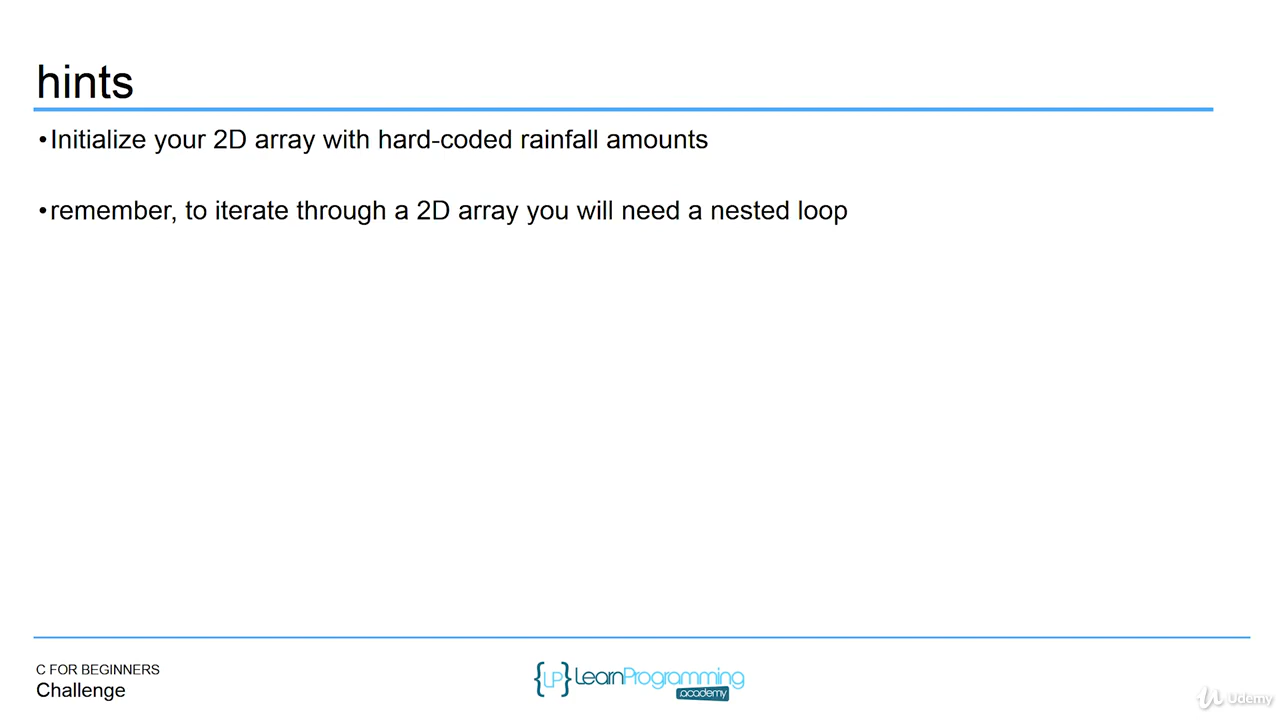 hints
•Initialize your 2D array with hard-coded rainfall amounts
•remember, to iterate through a 2D array you will need a nested loop
C FOR BEGINNERS
Challenge
{LP}LearnProgramming
.academy
Udemy